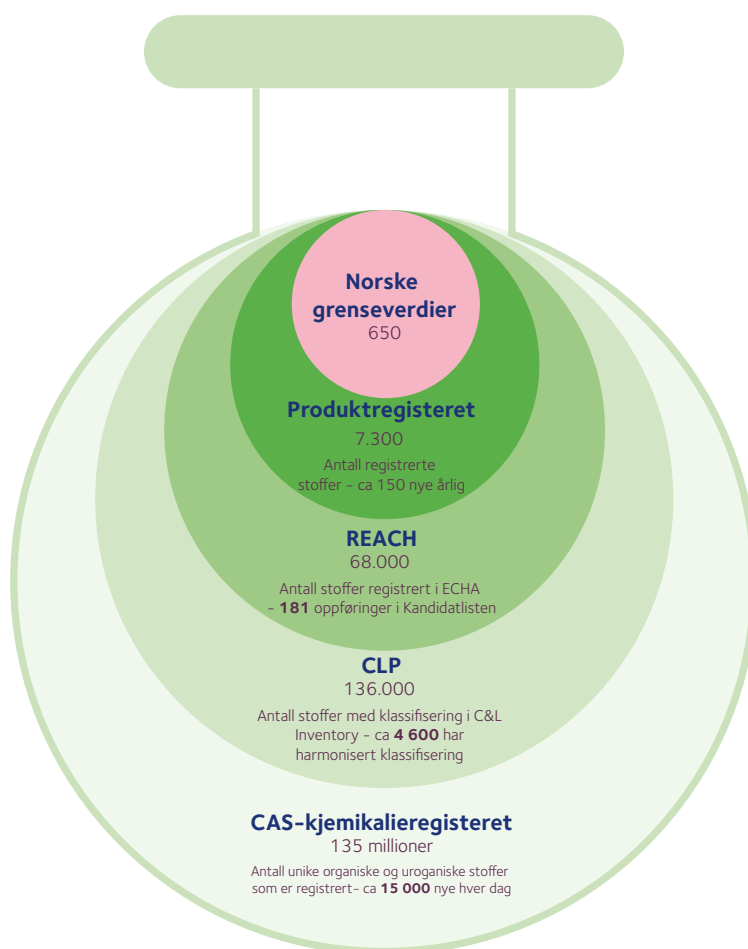 Norske
grenseverdier
650
Produktregisteret
7.300
Antall registrerte
stoffer - ca 150 nye årlig
REACH
68.000
Antall stoffer registrert i ECHA
- 181 oppføringer i Kandidatlisten
CLP
136.000
Antall stoffer med klassifisering i C&L
Inventory - ca 4 600 har
harmonisert klassifisering
CAS-kjemikalieregisteret
135 millioner
Antall unike organiske og uroganiske stoffer
som er registrert- ca 15 000 nye hver dag